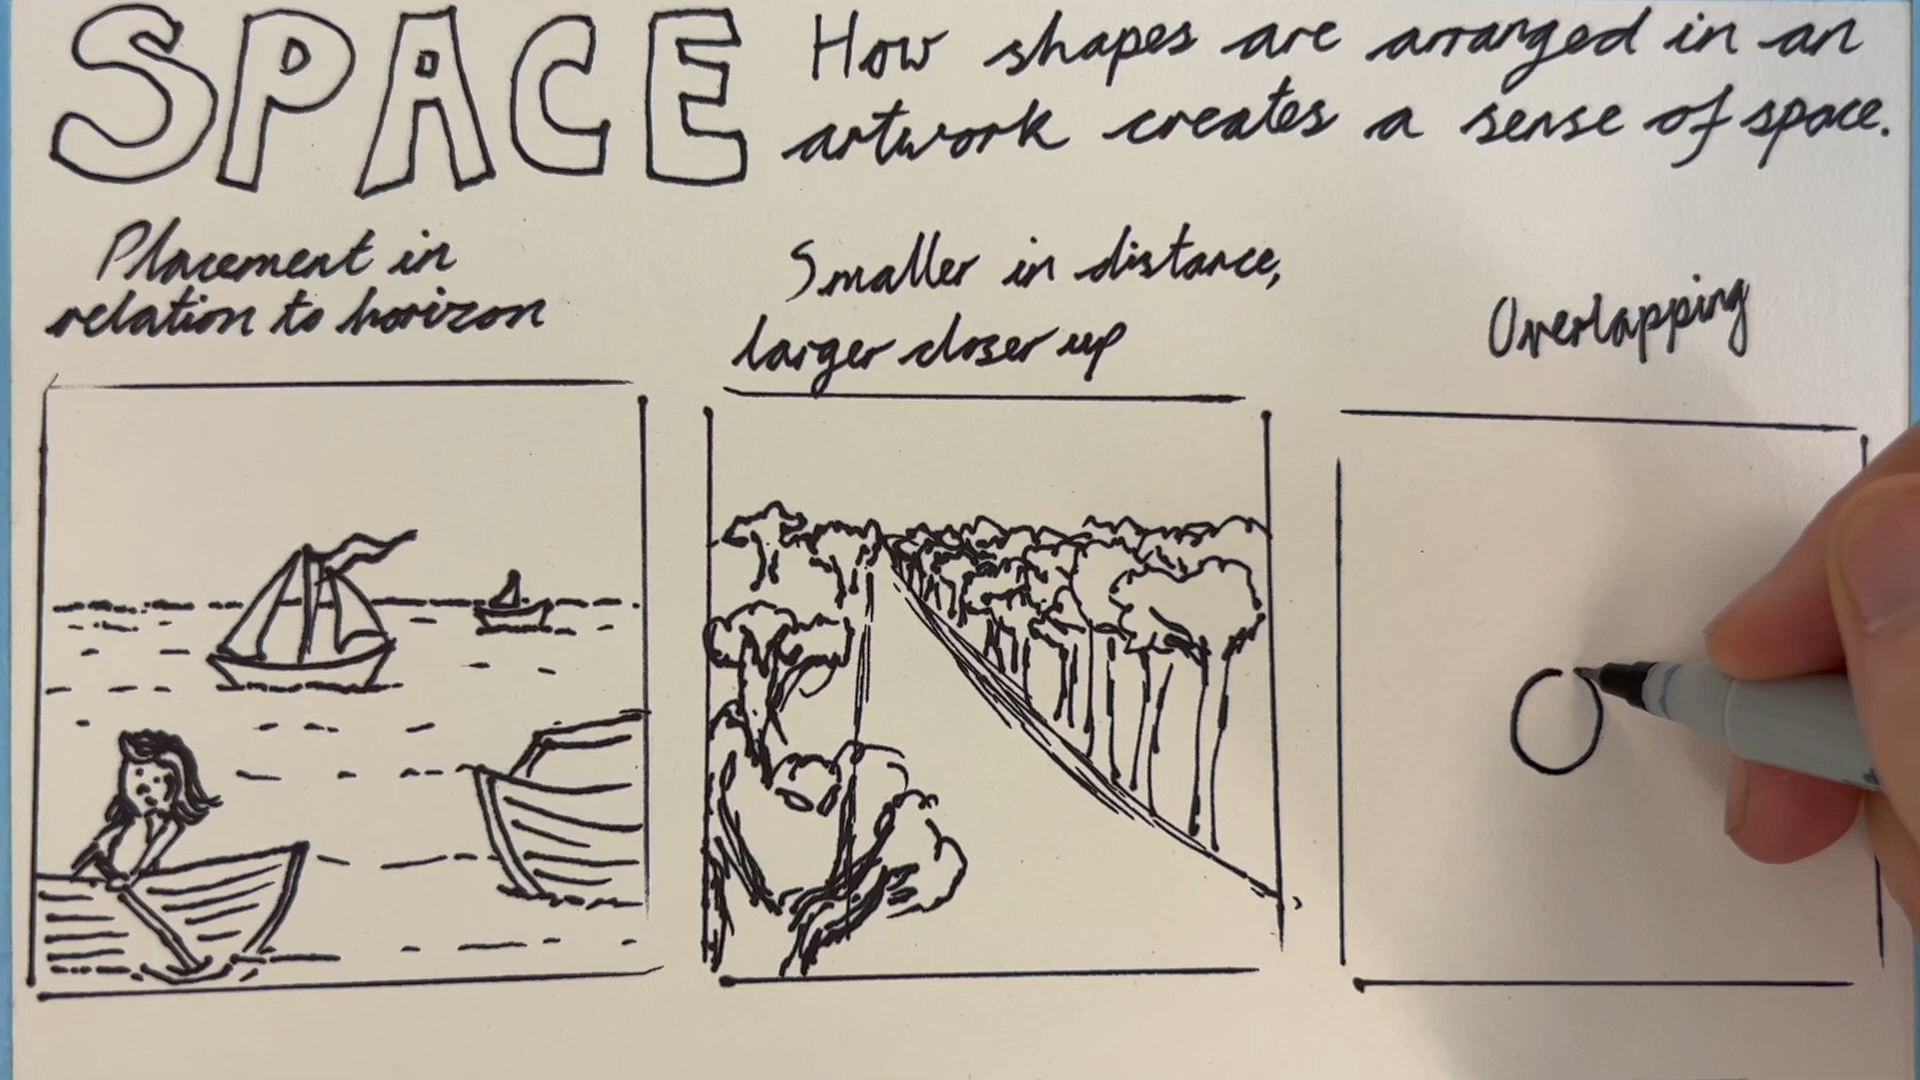 SPACE
How shapes are arranged in an
artwork creates a sense of space.
Placement in
relation to horizon
Smaller in distance,
larger closer up
Overlapping